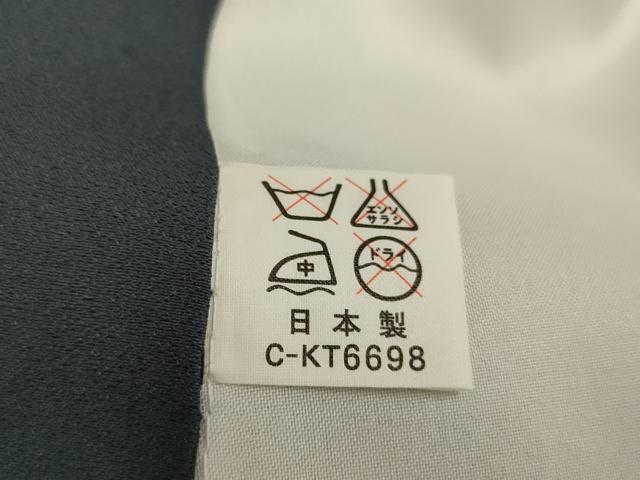 エンソ
サラシ
中
ドライ
日本製
C-KT6698